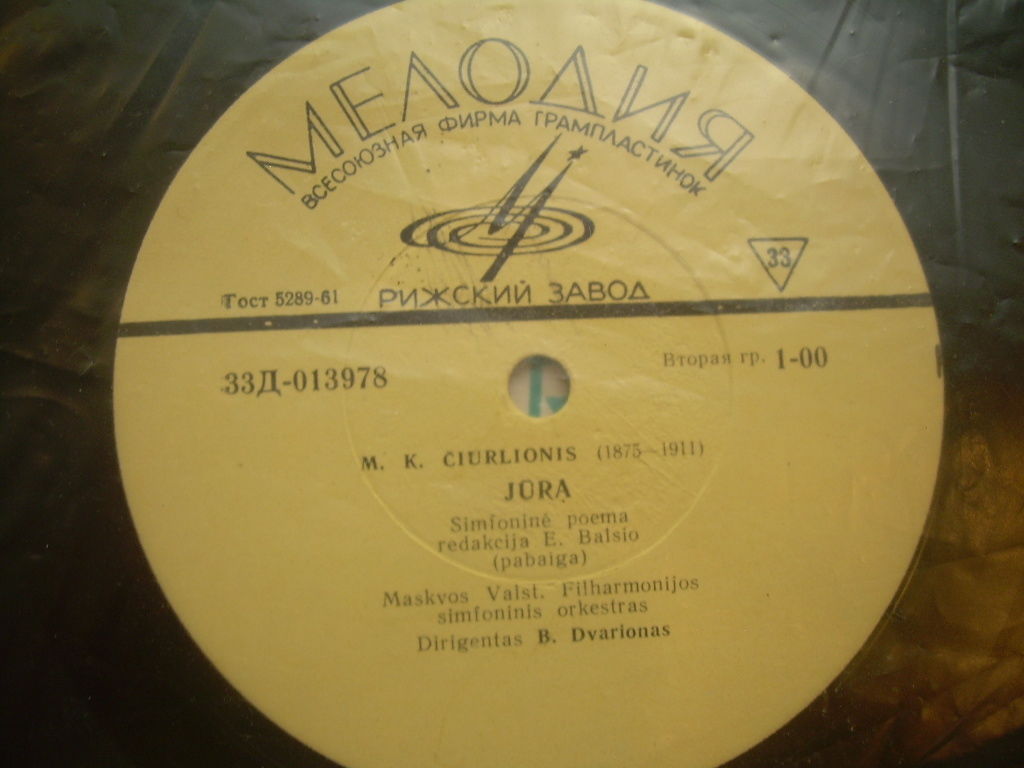 МЕЛОДИЯ
ВСЕСОЮЗНАЯ ФИРМА ГРАМПЛАСТИНОК
33
Гост 5289-61 РИЖСКИЙ ЗАВОД
33Д-013978
Вторая гр. 1-00
M. K. ČIURLIONIS (1875—1911)
JŪRA
Simfoninė poema
redakcija E. Balsio
(pabaiga)
Maskvos Valst. Filharmonijos
simfoninis orkestras
Dirigentas B. Dvarionas